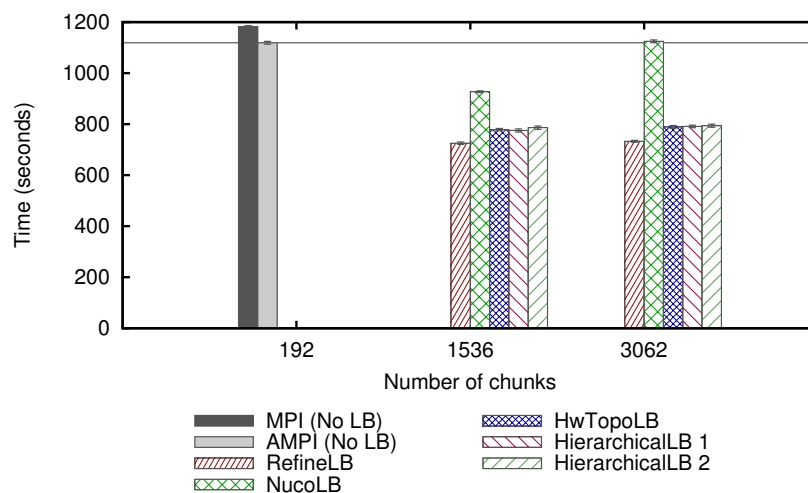 1200
1000
800
600
400
200
0
Time (seconds)
192 1536 3062
Number of chunks
MPI (No LB)
AMPI (No LB)
RefineLB
NucoLB
HwTopoLB
HierarchicalLB 1
HierarchicalLB 2